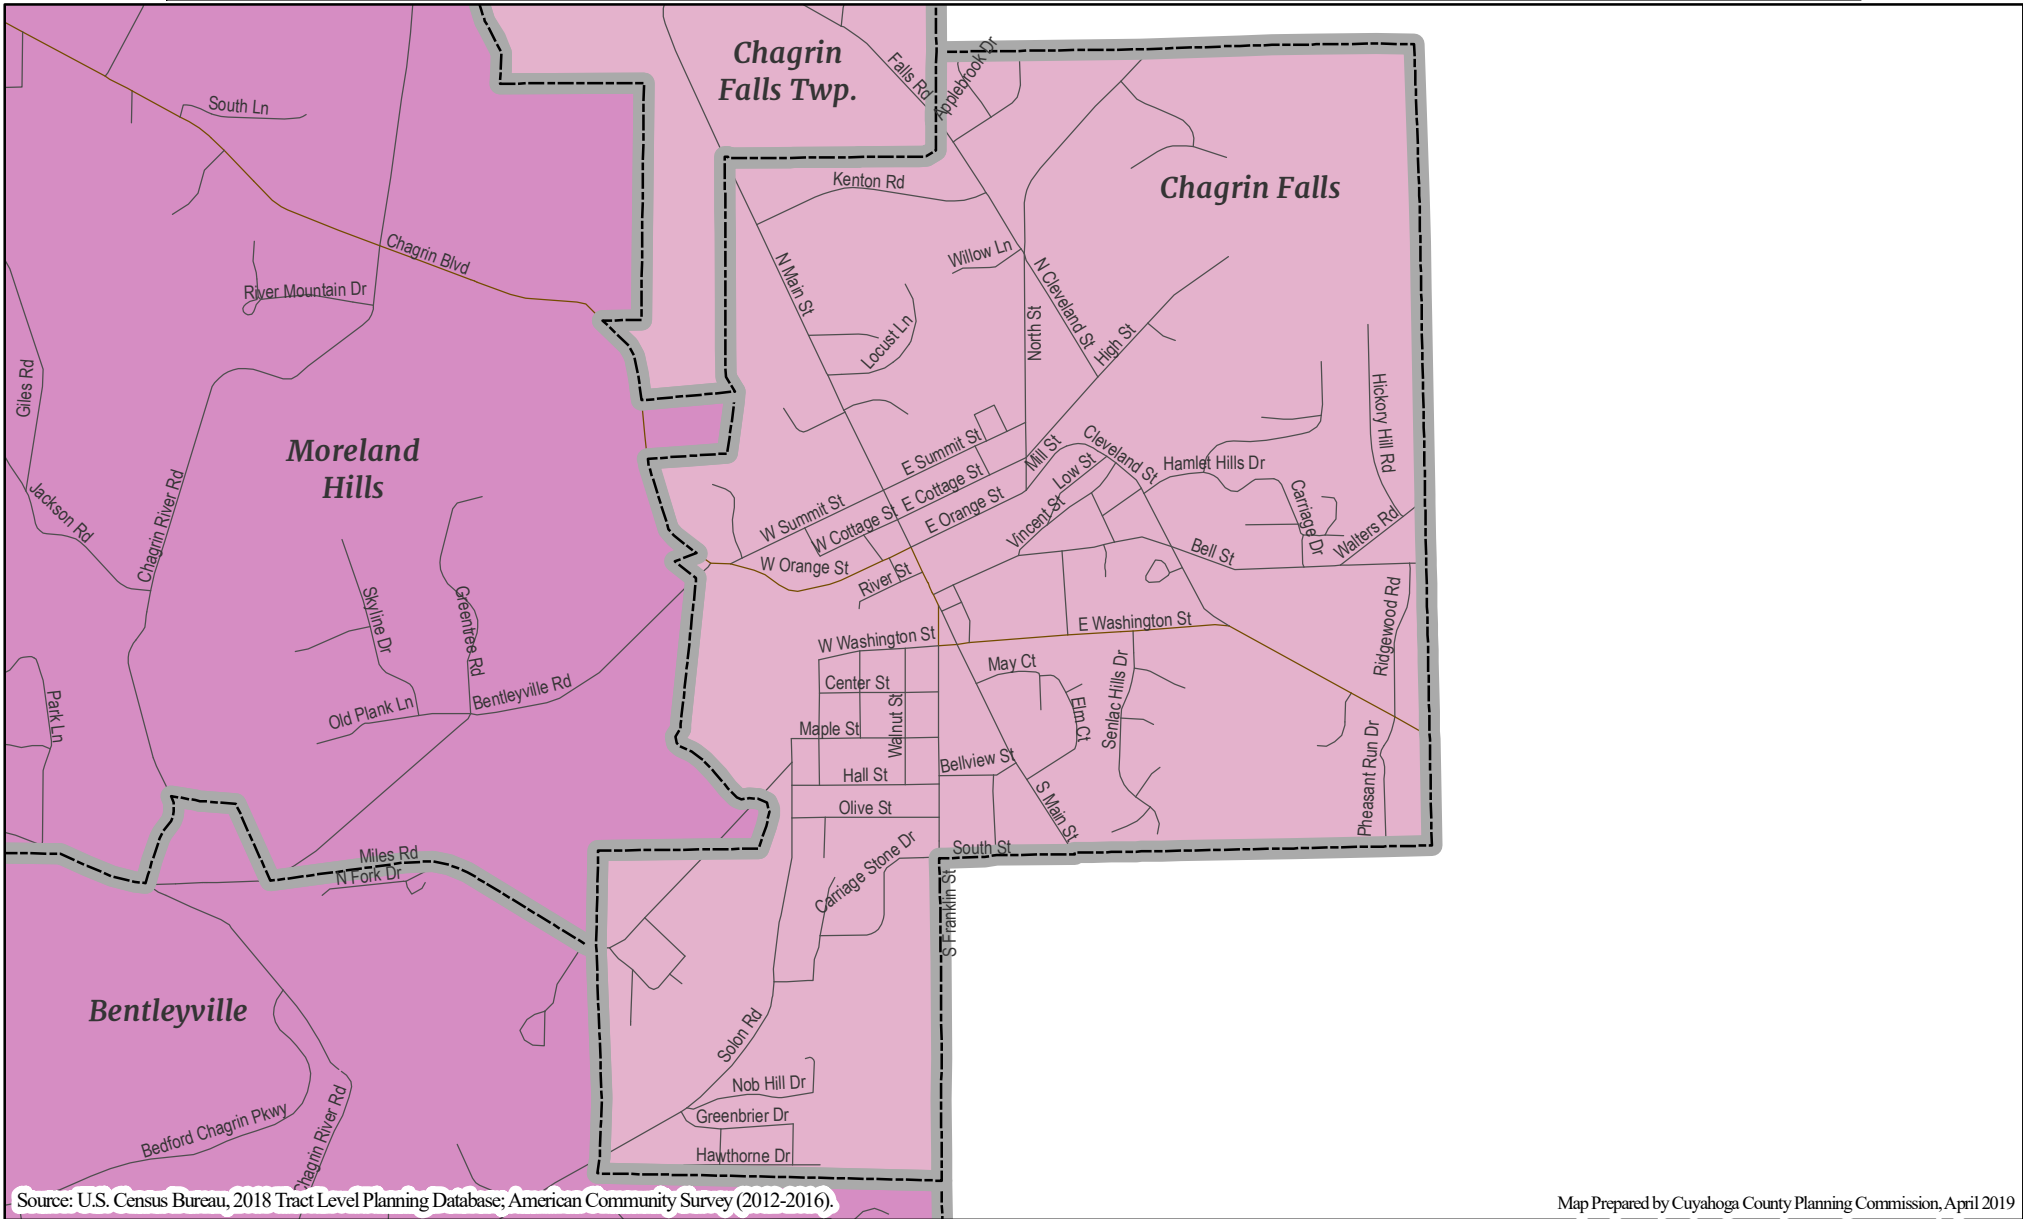 Chagrin
Falls Twp.
Falls Rd
Applebrook Dr
South Ln
Kenton Rd
Chagrin Falls
Chagrin Blvd
Willow Ln
N Main St
River Mountain Dr
N Cleveland St
North St
Locust Ln
High St
Giles Rd
Hickory Hill Rd
Moreland
Hills
E Summit St
Mill St
Cleveland St
Low St
Hamlet Hills Dr
Jackson Rd
Chagrin River Rd
W Summit St
E Cottage St
E Orange St
W Cottage St
Vincent St
Carriage Dr
Walters Rd
Bell St
W Orange St
River St
Skyline Dr
Greentree Rd
Ridgewood Rd
W Washington St
E Washington St
May Ct
Center St
Walnut St
Elm Ct
Senlac Hills Dr
Park Ln
Old Plank Ln
Bentleyville Rd
Maple St
Bellview St
Pheasant Run Dr
Hall St
Olive St
S Main St
South St
Miles Rd
N Fork Dr
Carriage Stone Dr
S Franklin St
Bentleyville
Solon Rd
Nob Hill Dr
Greenbrier Dr
Hawthorne Dr
Bedford Chagrin Pkwy
Chagrin River Rd
Source: U.S. Census Bureau, 2018 Tract Level Planning Database; American Community Survey (2012-2016).
Map Prepared by Cuyahoga County Planning Commission, April 2019